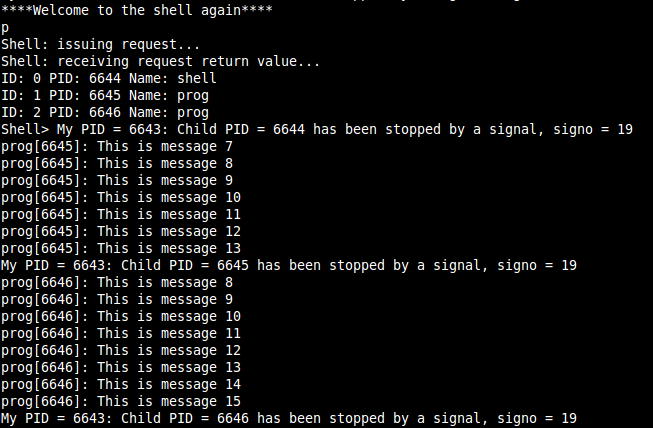 ****Welcome to the shell again****
p
Shell: issuing request...
Shell: receiving request return value...
ID: 0 PID: 6644 Name: shell
ID: 1 PID: 6645 Name: prog
ID: 2 PID: 6646 Name: prog
Shell> My PID = 6643: Child PID = 6644 has been stopped by a signal, signo = 19
prog[6645]: This is message 7
prog[6645]: This is message 8
prog[6645]: This is message 9
prog[6645]: This is message 10
prog[6645]: This is message 11
prog[6645]: This is message 12
prog[6645]: This is message 13
My PID = 6643: Child PID = 6645 has been stopped by a signal, signo = 19
prog[6646]: This is message 8
prog[6646]: This is message 9
prog[6646]: This is message 10
prog[6646]: This is message 11
prog[6646]: This is message 12
prog[6646]: This is message 13
prog[6646]: This is message 14
prog[6646]: This is message 15
My PID = 6643: Child PID = 6646 has been stopped by a signal, signo = 19